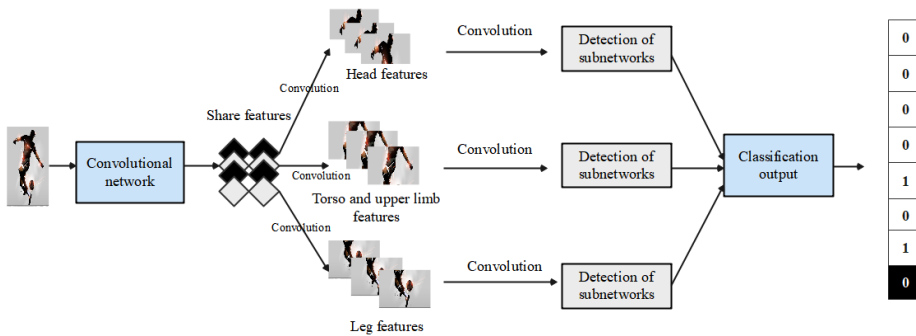 Convolution
Detection of
subnetworks
Head features
Convolution
Share features
Convolutional
network
Convolution
Convolution
Detection of
subnetworks
Classification
output
Torso and upper limb
features
Convolution
Convolution
Detection of
subnetworks
Leg features
0
0
0
0
1
0
1
0